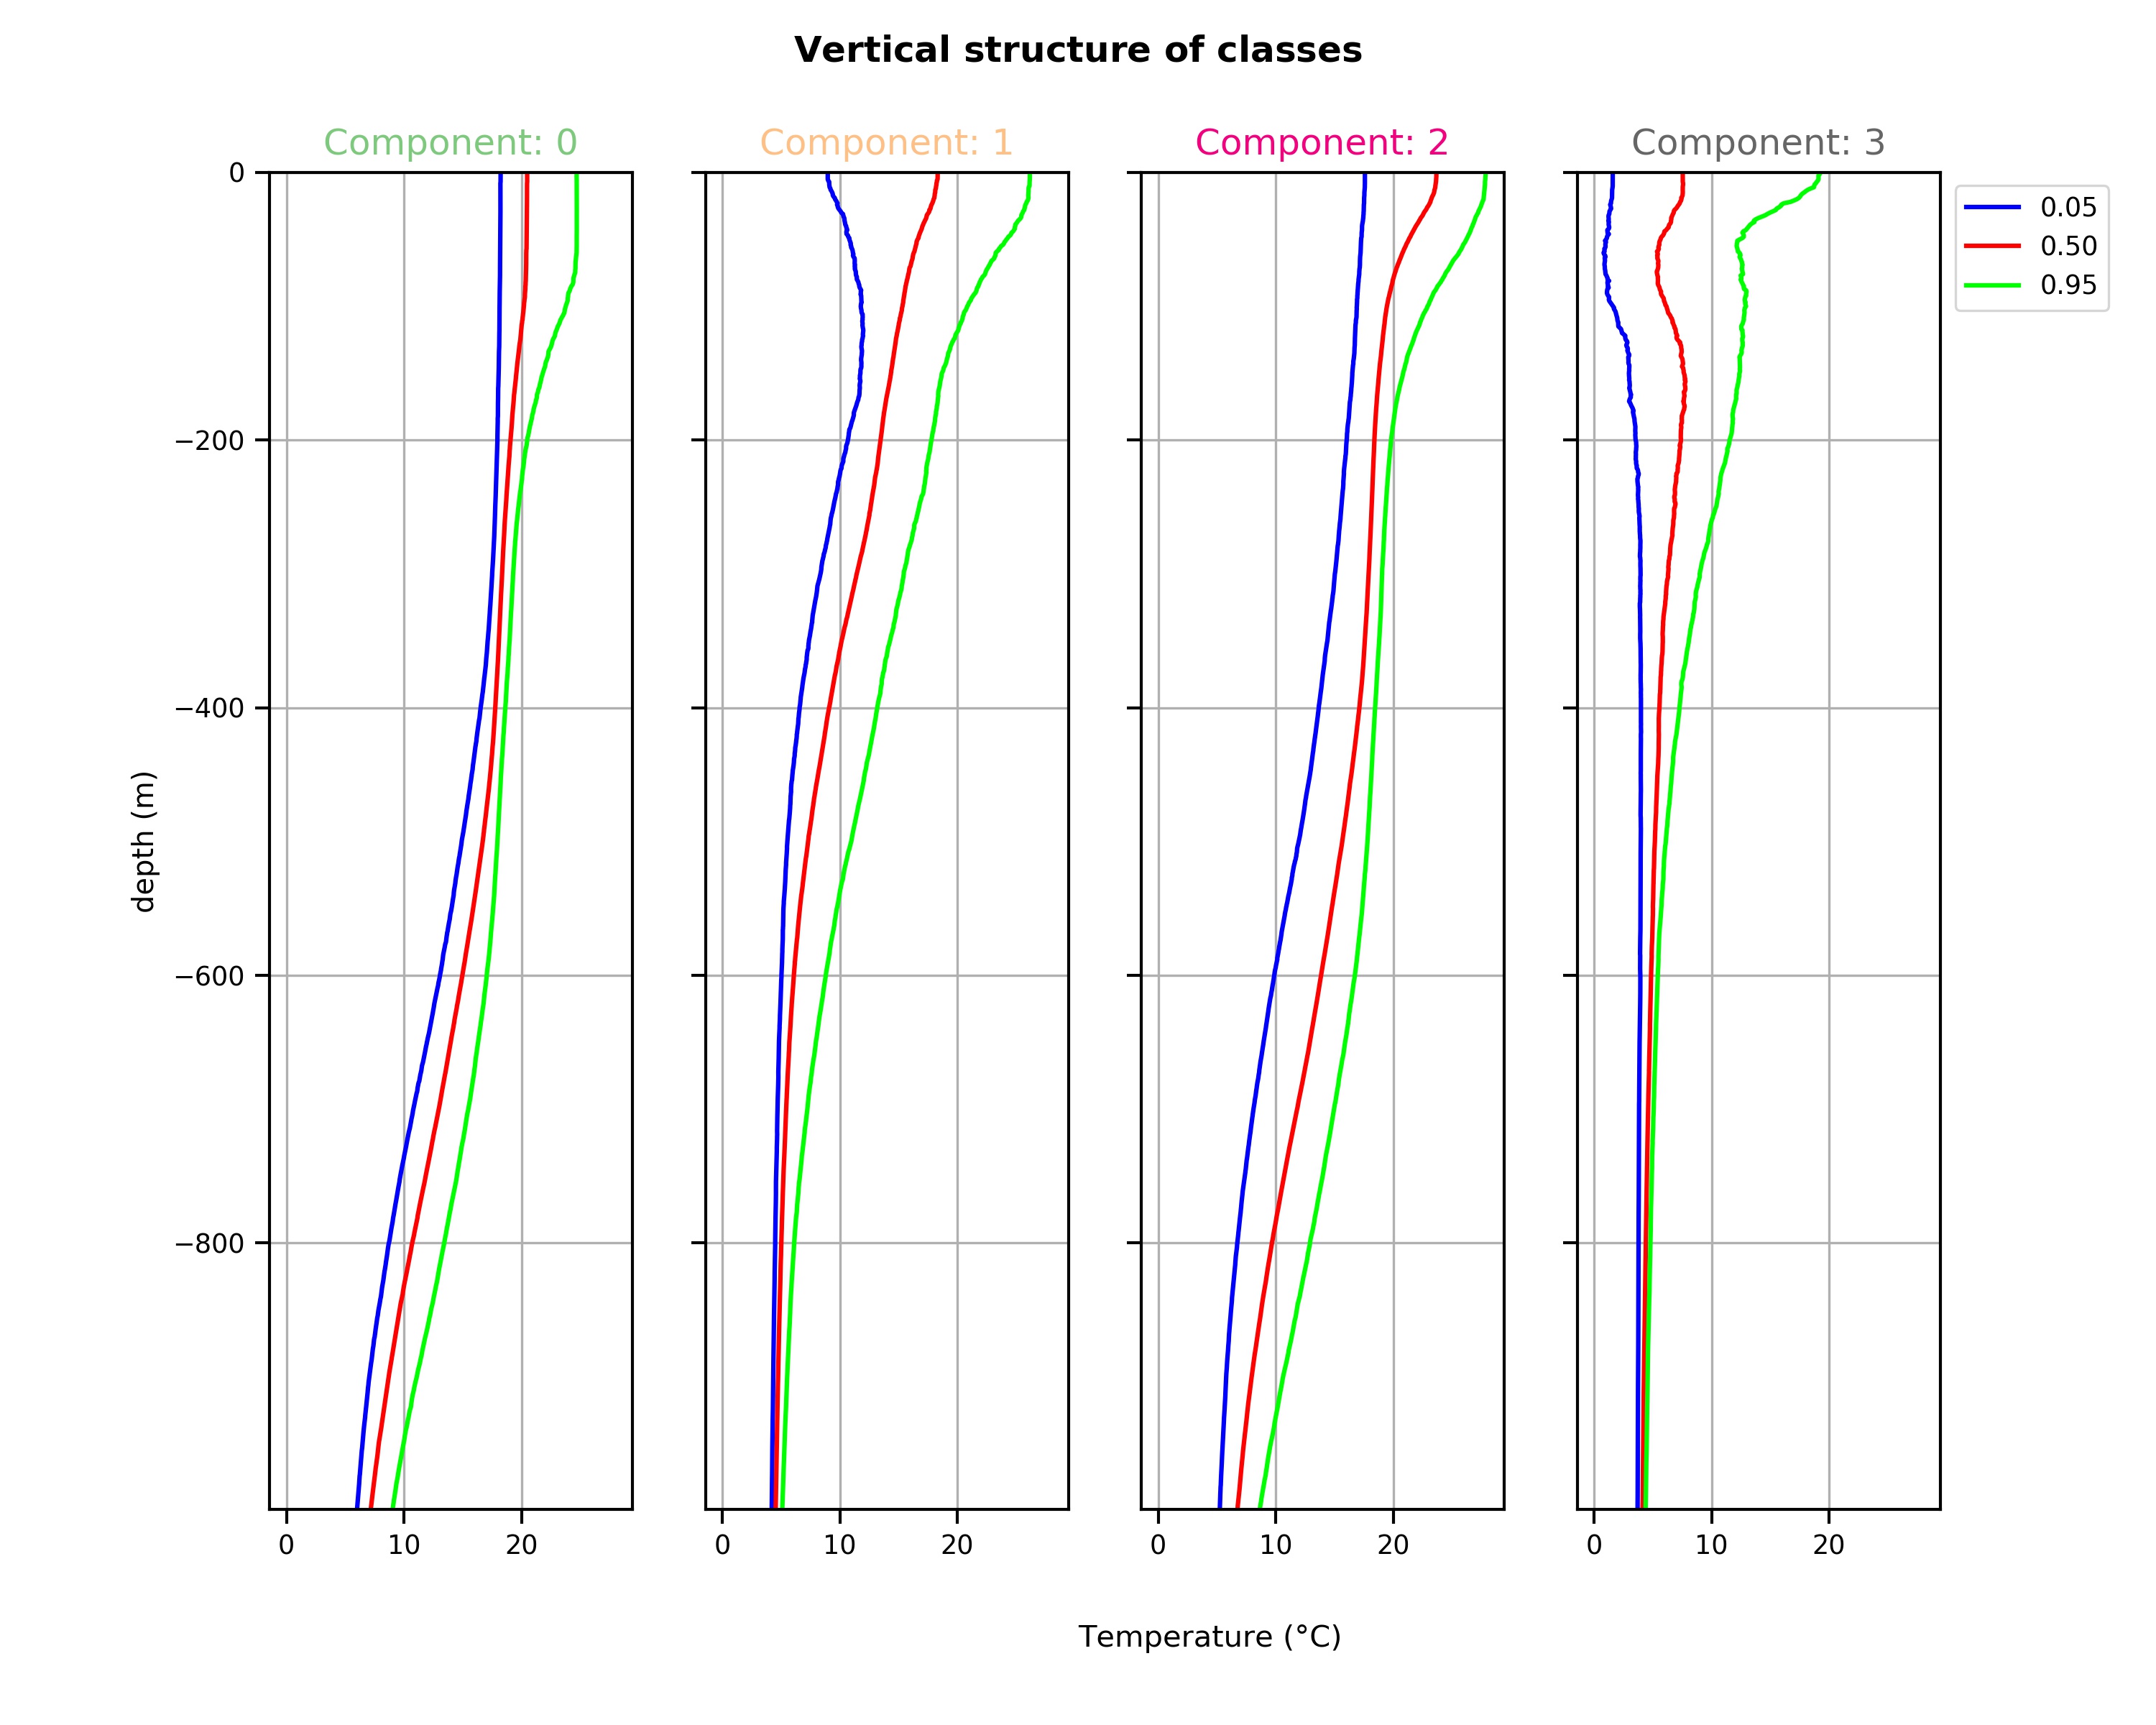 Vertical structure of classes
Component: 0 Component: 1 Component: 2 Component: 3
0
−200
−400
−600
−800
depth (m)
0.05
0.50
0.95
0 10 20 0 10 20 0 10 20 0 10 20
Temperature (°C)